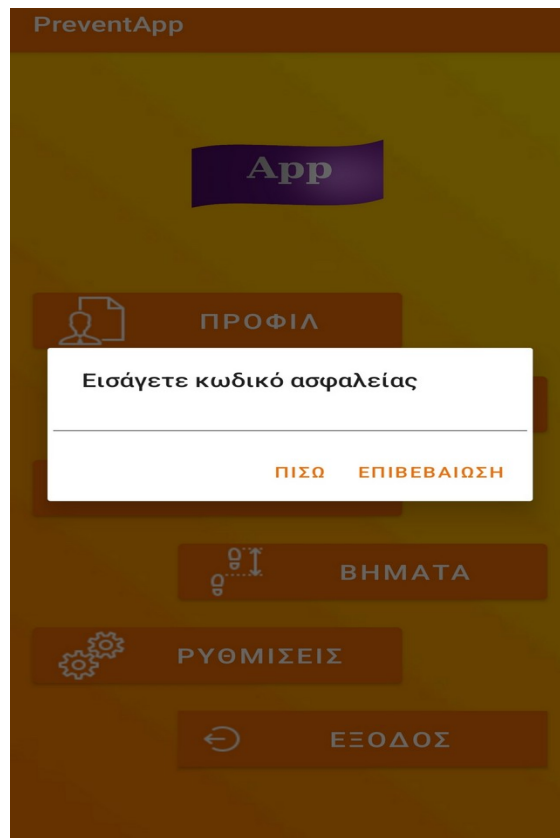 PreventApp
App
ΠΡΟΦΙΛ
Εισάγετε κωδικό ασφαλείας
ΠΙΣΩ ΕΠΙΒΕΒΑΙΩΣΗ
ΒΗΜΑΤΑ
ΡΥΘΜΙΣΕΙΣ
ΕΞΟΔΟΣ